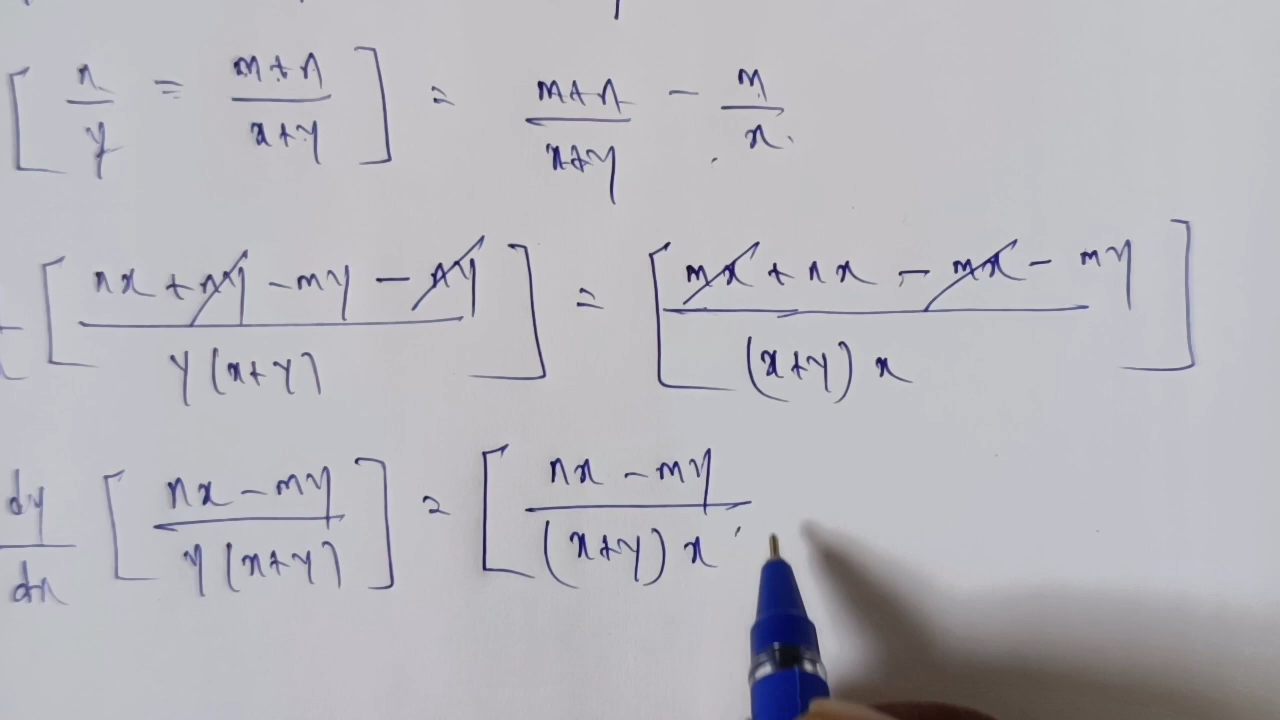 [ n/y = m+n/x+y ] = m+n/x+y - m/x
[ nx + ny - my - ny / y(x+y) ] = [ mx + nx - mx - my / (x+y) x ]
dy/dx [ nx - my / y(x+y) ] = [ nx - my / (x+y) x